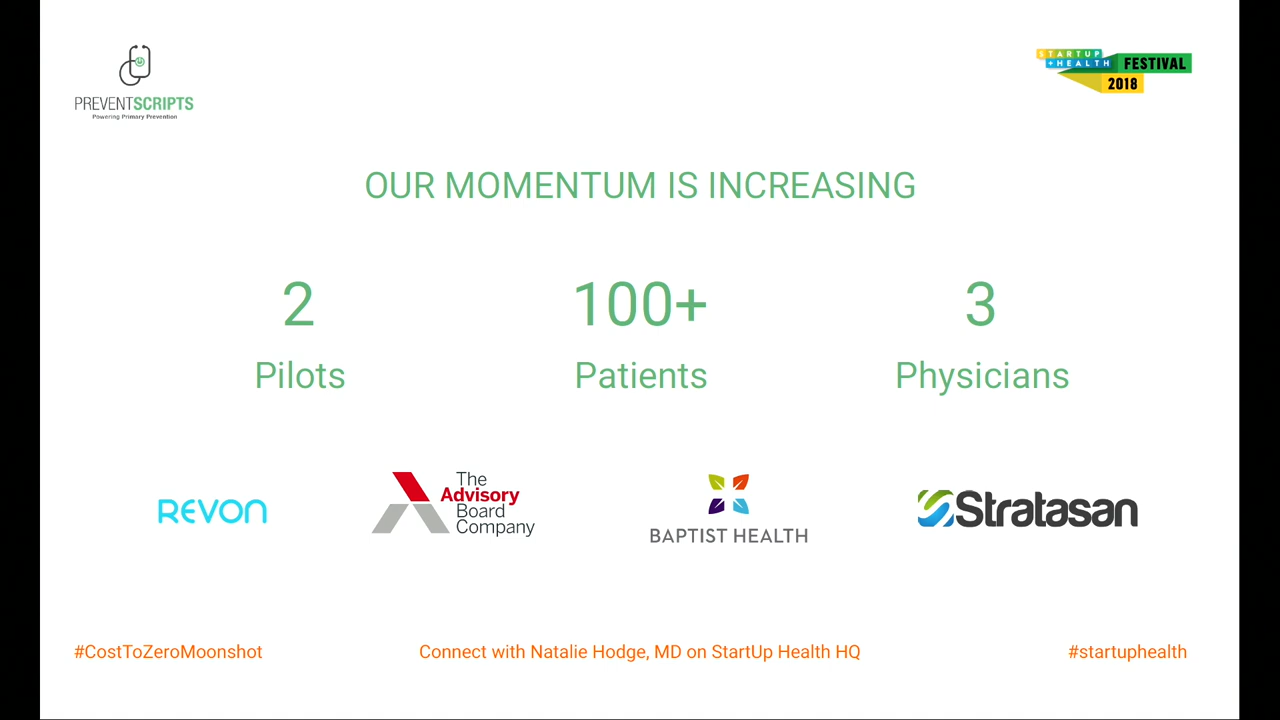 PREVENTSCRIPTS
Powering Primary Prevention
STARTUP
+HEALTH
FESTIVAL
2018
OUR MOMENTUM IS INCREASING
2
100+
3
Pilots
Patients
Physicians
REVON
The
Advisory
Board
Company
BAPTIST HEALTH
Stratasan
#CostToZeroMoonshot
Connect with Natalie Hodge, MD on StartUp Health HQ
#startuphealth